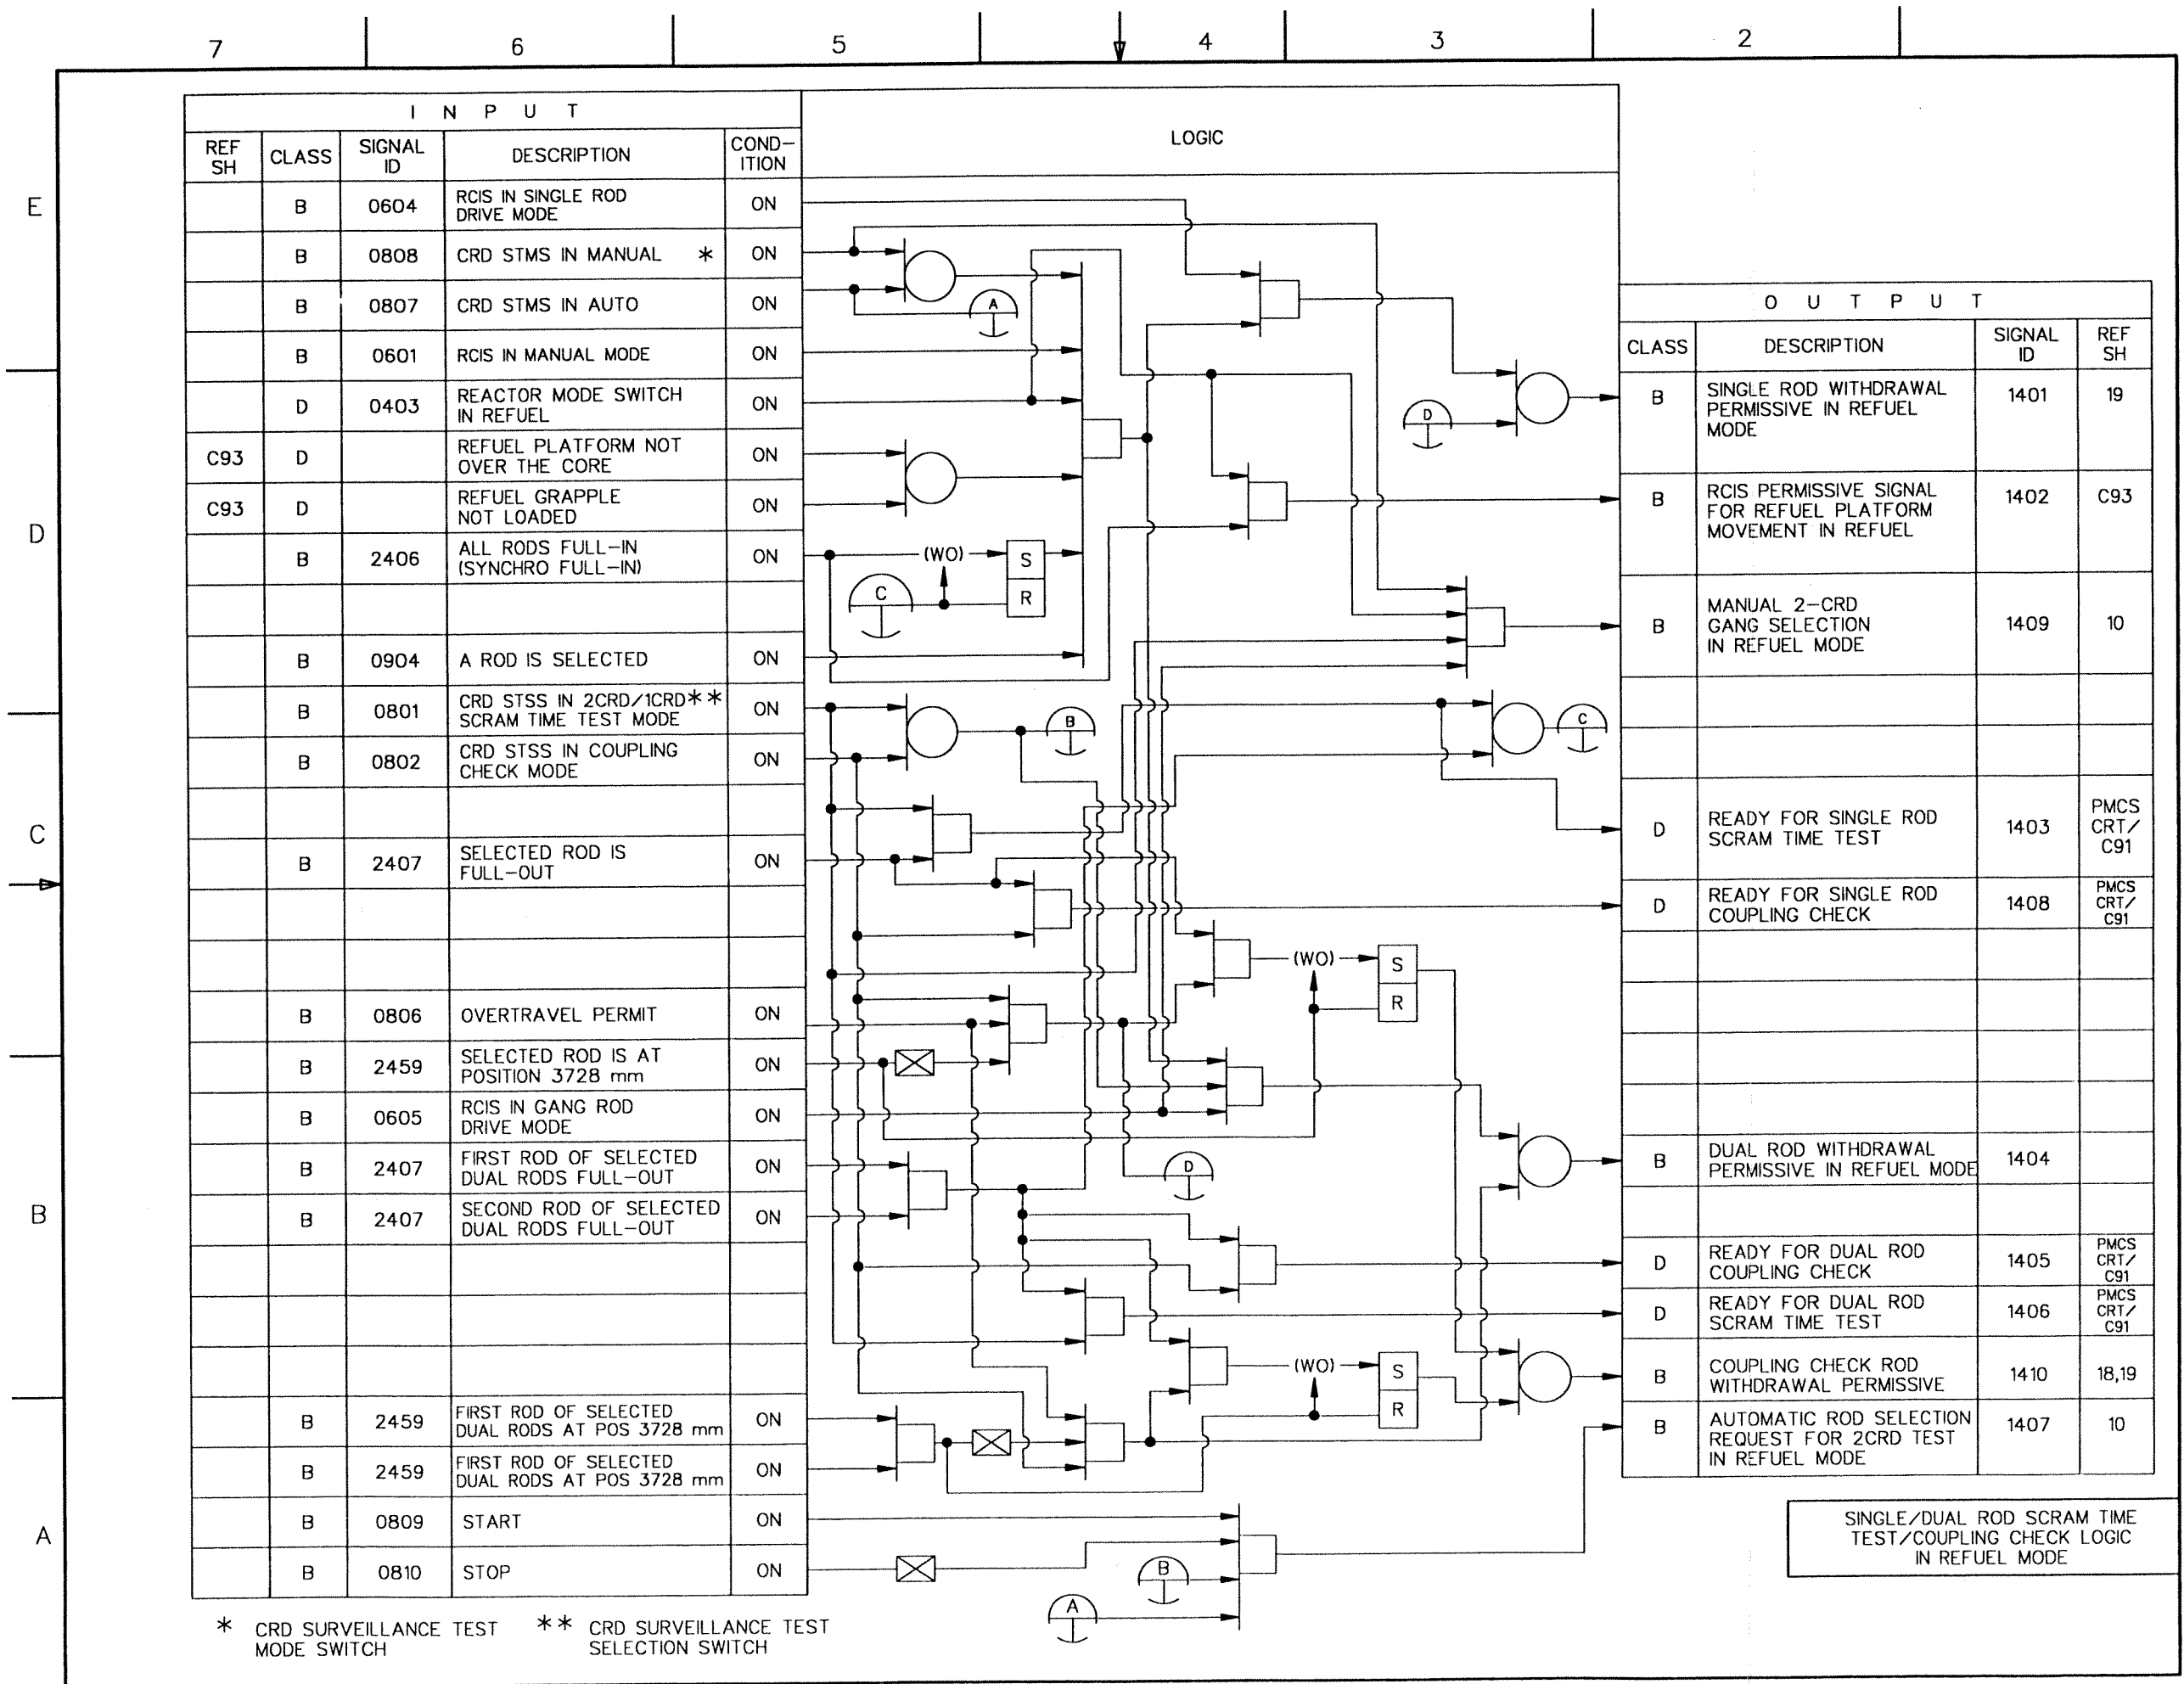 7 6 5 4 3 2
E
D
C
B
A
I N P U T
REF SH CLASS SIGNAL ID DESCRIPTION COND-ITION
LOGIC
B 0604 RCIS IN SINGLE ROD DRIVE MODE ON
B 0808 CRD STMS IN MANUAL * ON
B 0807 CRD STMS IN AUTO ON
B 0601 RCIS IN MANUAL MODE ON
D 0403 REACTOR MODE SWITCH IN REFUEL ON
C93 D REFUEL PLATFORM NOT OVER THE CORE ON
C93 D REFUEL GRAPPLE NOT LOADED ON
B 2406 ALL RODS FULL-IN (SYNCHRO FULL-IN) ON
B 0904 A ROD IS SELECTED ON
B 0801 CRD STSS IN 2CRD/1CRD** SCRAM TIME TEST MODE ON
B 0802 CRD STSS IN COUPLING CHECK MODE ON
B 2407 SELECTED ROD IS FULL-OUT ON
B 0806 OVERTRAVEL PERMIT ON
B 2459 SELECTED ROD IS AT POSITION 3728 mm ON
B 0605 RCIS IN GANG ROD DRIVE MODE ON
B 2407 FIRST ROD OF SELECTED DUAL RODS FULL-OUT ON
B 2407 SECOND ROD OF SELECTED DUAL RODS FULL-OUT ON
B 2459 FIRST ROD OF SELECTED DUAL RODS AT POS 3728 mm ON
B 2459 FIRST ROD OF SELECTED DUAL RODS AT POS 3728 mm ON
B 0809 START ON
B 0810 STOP ON
A
D
(WO) S
C R
B
C
(WO) S
R
D
(WO) S
R
B
A
O U T P U T
CLASS DESCRIPTION SIGNAL ID REF SH
B SINGLE ROD WITHDRAWAL PERMISSIVE IN REFUEL MODE 1401 19
B RCIS PERMISSIVE SIGNAL FOR REFUEL PLATFORM MOVEMENT IN REFUEL 1402 C93
B MANUAL 2-CRD GANG SELECTION IN REFUEL MODE 1409 10
D READY FOR SINGLE ROD SCRAM TIME TEST 1403 PMCS CRT/ C91
D READY FOR SINGLE ROD COUPLING CHECK 1408 PMCS CRT/ C91
B DUAL ROD WITHDRAWAL PERMISSIVE IN REFUEL MODE 1404
D READY FOR DUAL ROD COUPLING CHECK 1405 PMCS CRT/ C91
D READY FOR DUAL ROD SCRAM TIME TEST 1406 PMCS CRT/ C91
B COUPLING CHECK ROD WITHDRAWAL PERMISSIVE 1410 18,19
B AUTOMATIC ROD SELECTION REQUEST FOR 2CRD TEST IN REFUEL MODE 1407 10
SINGLE/DUAL ROD SCRAM TIME
TEST/COUPLING CHECK LOGIC
IN REFUEL MODE
* CRD SURVEILLANCE TEST MODE SWITCH
** CRD SURVEILLANCE TEST SELECTION SWITCH